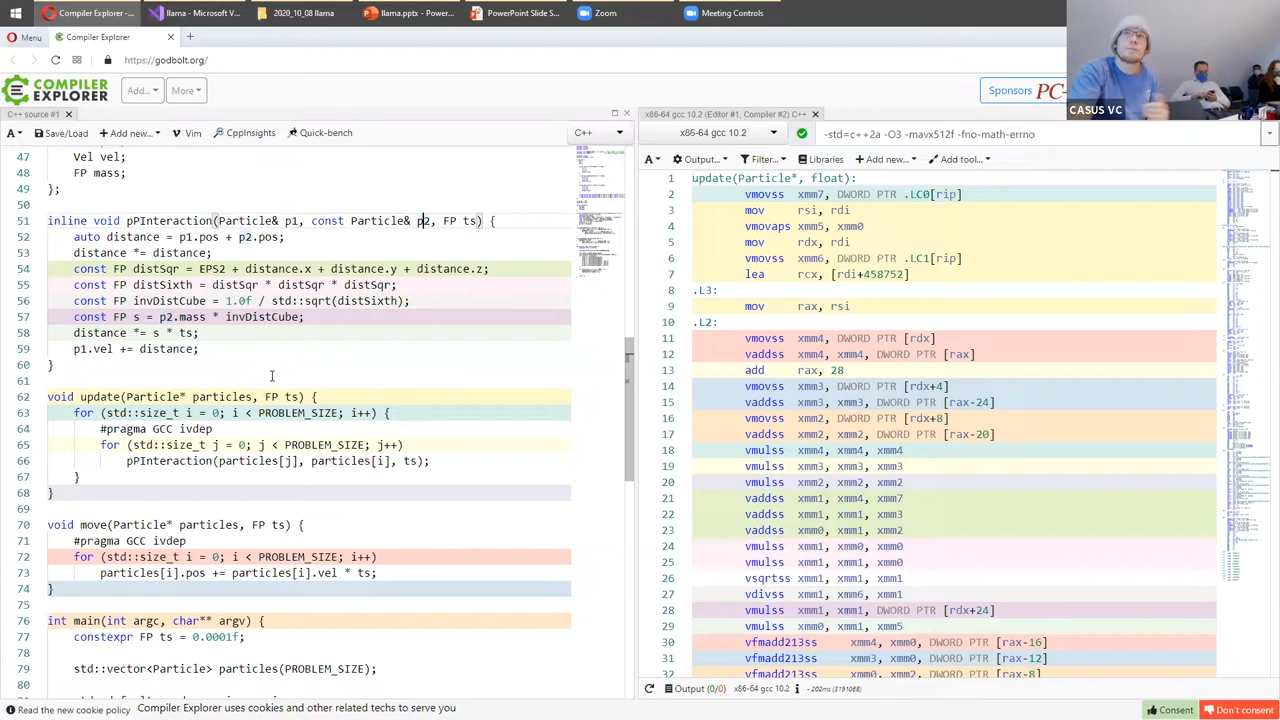 Compiler Explorer -...
llama - Microsoft V...
2020_10_08 llama
llama.pptx - Power...
PowerPoint Slide S...
Zoom
Meeting Controls
Menu
Compiler Explorer
https://godbolt.org/
COMPILER
EXPLORER
Add...
More
Sponsors PC-
CASUS VC
C++ source #1
x86-64 gcc 10.2 (Editor #1, Compiler #2) C++
A
Save/Load
Add new...
Vim
CppInsights
Quick-bench
C++
x86-64 gcc 10.2
-std=c++2a -O3 -mavx512f -fno-math-errno
A
Output...
Filter...
Libraries
Add new...
Add tool...
47 Vel vel;
48 FP mass;
49 };
51 inline void pPInteraction(Particle& p1, const Particle& p2, FP ts) {
52 auto distance = p1.pos - p2.pos;
53 distance *= distance;
54 const FP distSqr = EPS2 + distance.x + distance.y + distance.z;
55 const FP distSixth = distSqr * distSqr * distSqr;
56 const FP invDistCube = 1.0f / std::sqrt(distSixth);
57 const FP s = p2.mass * invDistCube;
58 distance *= s * ts;
59 p1.vel += distance;
60 }
61
62 void update(Particle* particles, FP ts) {
63 for (std::size_t i = 0; i < PROBLEM_SIZE; i++) {
64 #pragma GCC ivdep
65 for (std::size_t j = 0; j < PROBLEM_SIZE; j++)
66 pPInteraction(particles[j], particles[i], ts);
67 }
68 }
69
70 void move(Particle* particles, FP ts) {
71 #pragma GCC ivdep
72 for (std::size_t i = 0; i < PROBLEM_SIZE; i++)
73 particles[i].pos += particles[i].vel * ts;
74 }
75
76 int main(int argc, char** argv) {
77 constexpr FP ts = 0.0001f;
78
79 std::vector<Particle> particles(PROBLEM_SIZE);
80
1 update(Particle*, float):
2 vmovss xmm7, DWORD PTR .LC0[rip]
3 mov rsi, rdi
4 vmovaps xmm5, xmm0
5 mov rdx, rdi
6 vmovss xmm6, DWORD PTR .LC1[rip]
7 lea rcx, [rdi+458752]
8 .L3:
9 mov rax, rsi
10 .L2:
11 vmovss xmm4, DWORD PTR [rdx]
12 vaddss xmm4, xmm4, DWORD PTR [rax]
13 add rax, 28
14 vmovss xmm3, DWORD PTR [rdx+4]
15 vaddss xmm3, xmm3, DWORD PTR [rax-24]
16 vmovss xmm2, DWORD PTR [rdx+8]
17 vaddss xmm2, xmm2, DWORD PTR [rax-20]
18 vmulss xmm4, xmm4, xmm4
19 vmulss xmm3, xmm3, xmm3
20 vmulss xmm2, xmm2, xmm2
21 vaddss xmm1, xmm4, xmm7
22 vaddss xmm1, xmm1, xmm3
23 vaddss xmm0, xmm1, xmm2
24 vmulss xmm1, xmm0, xmm0
25 vmulss xmm1, xmm1, xmm0
26 vsqrtss xmm1, xmm1, xmm1
27 vdivss xmm1, xmm6, xmm1
28 vmulss xmm1, xmm1, DWORD PTR [rdx+24]
29 vmulss xmm0, xmm1, xmm5
30 vfmadd213ss xmm4, xmm0, DWORD PTR [rax-16]
31 vfmadd213ss xmm3, xmm0, DWORD PTR [rax-12]
32 vfmadd213ss xmm0, xmm2, DWORD PTR [rax-8]
Output (0/0) x86-64 gcc 10.2 i - 202ms (319106B)
Read the new cookie policy
Compiler Explorer uses cookies and other related techs to serve you
Consent
Don't consent